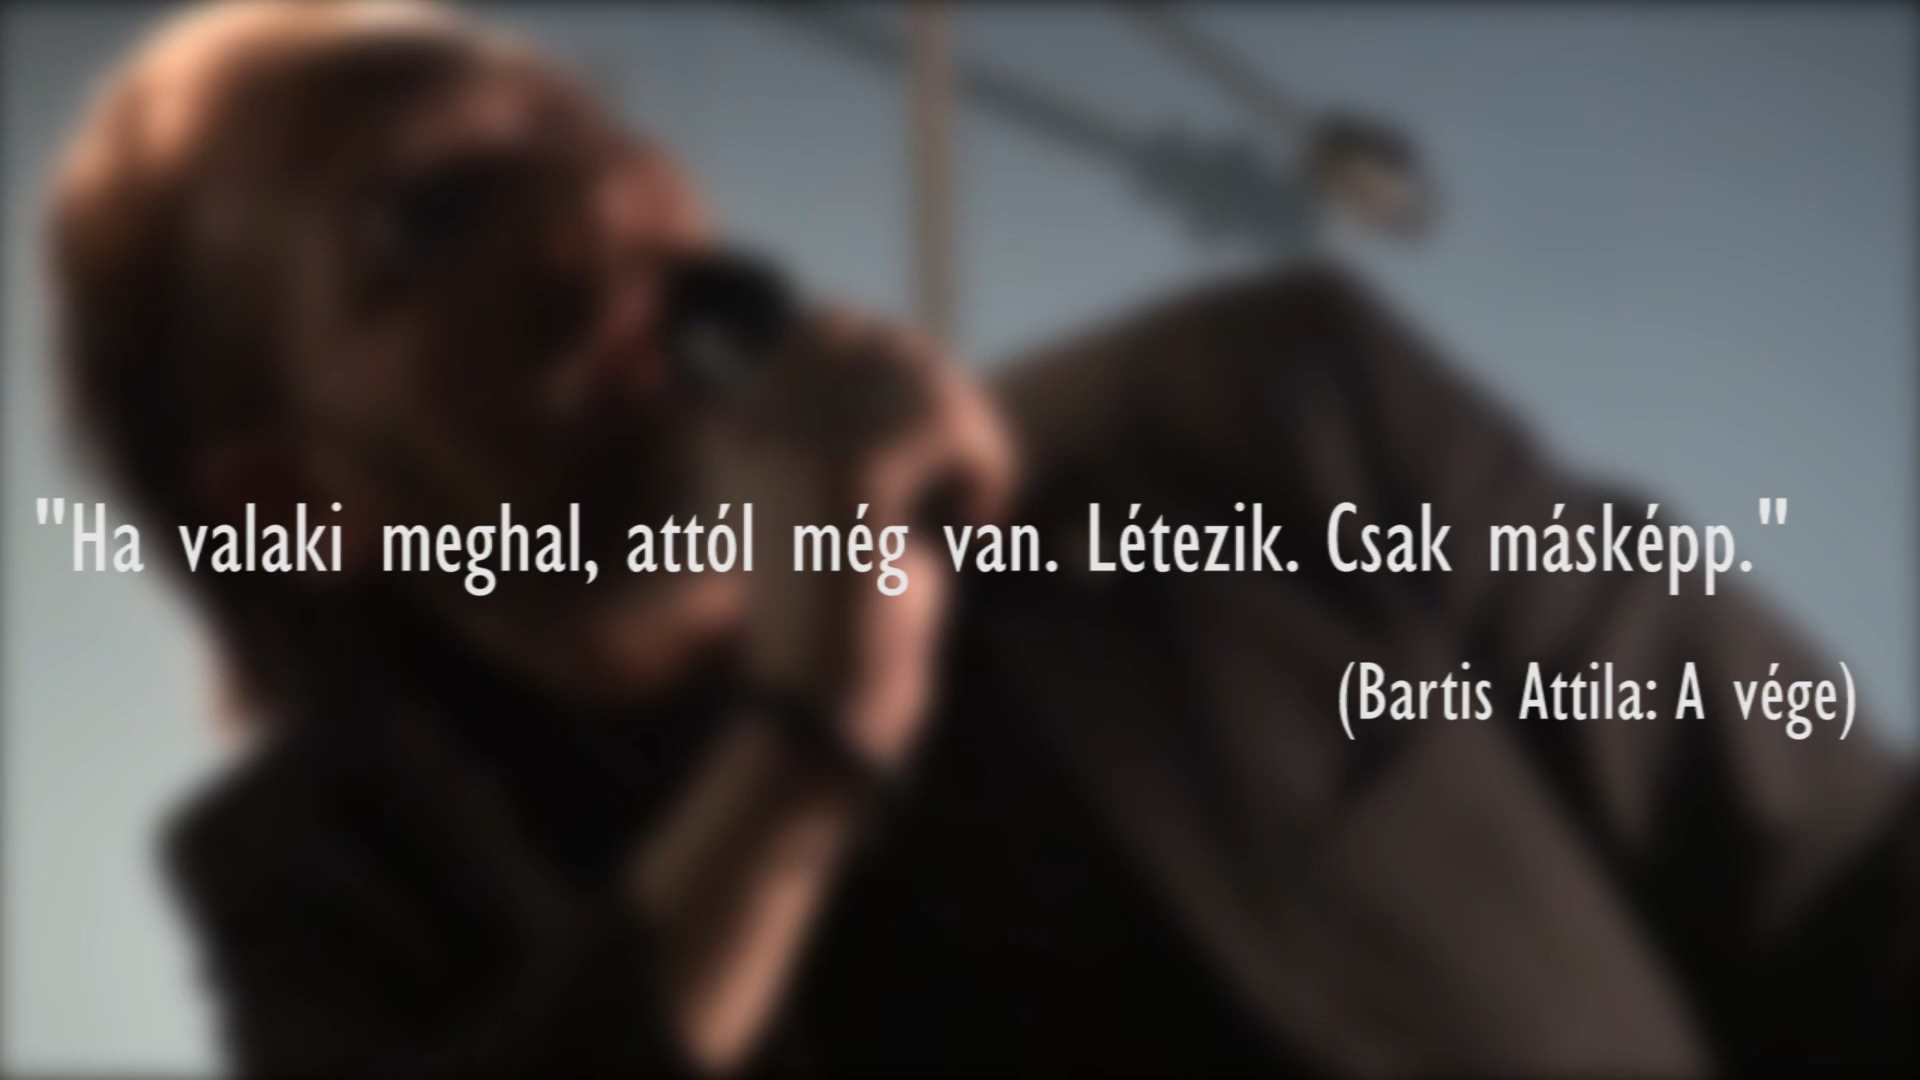 "Ha valaki meghal, attól még van. Létezik. Csak másképp."
(Bartis Attila: A vége)